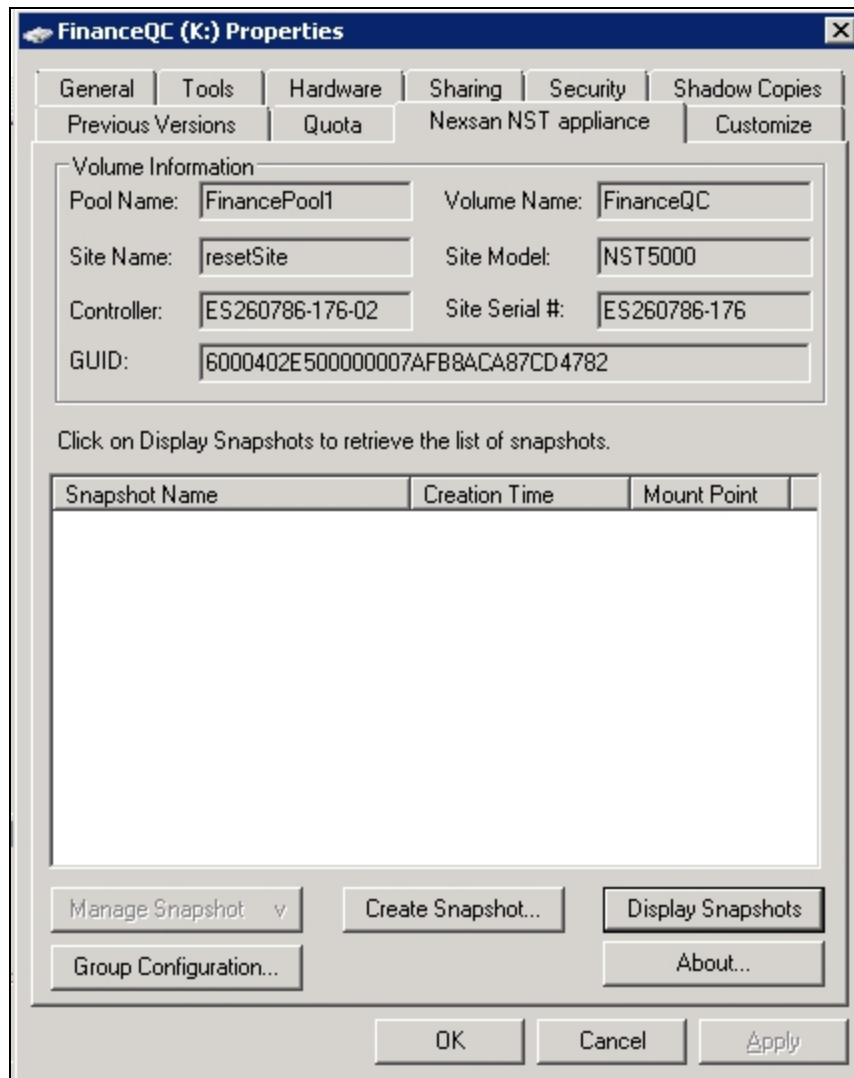 FinanceQC (K:) Properties
General Tools Hardware Sharing Security Shadow Copies
Previous Versions Quota Nexsan NST appliance Customize
Volume Information
Pool Name: FinancePool1 Volume Name: FinanceQC
Site Name: resetSite Site Model: NST5000
Controller: ES260786-176-02 Site Serial #: ES260786-176
GUID: 6000402E500000007AFB8ACA87CD4782
Click on Display Snapshots to retrieve the list of snapshots.
Snapshot Name Creation Time Mount Point
Manage Snapshot v Create Snapshot... Display Snapshots
Group Configuration... About...
OK Cancel Apply